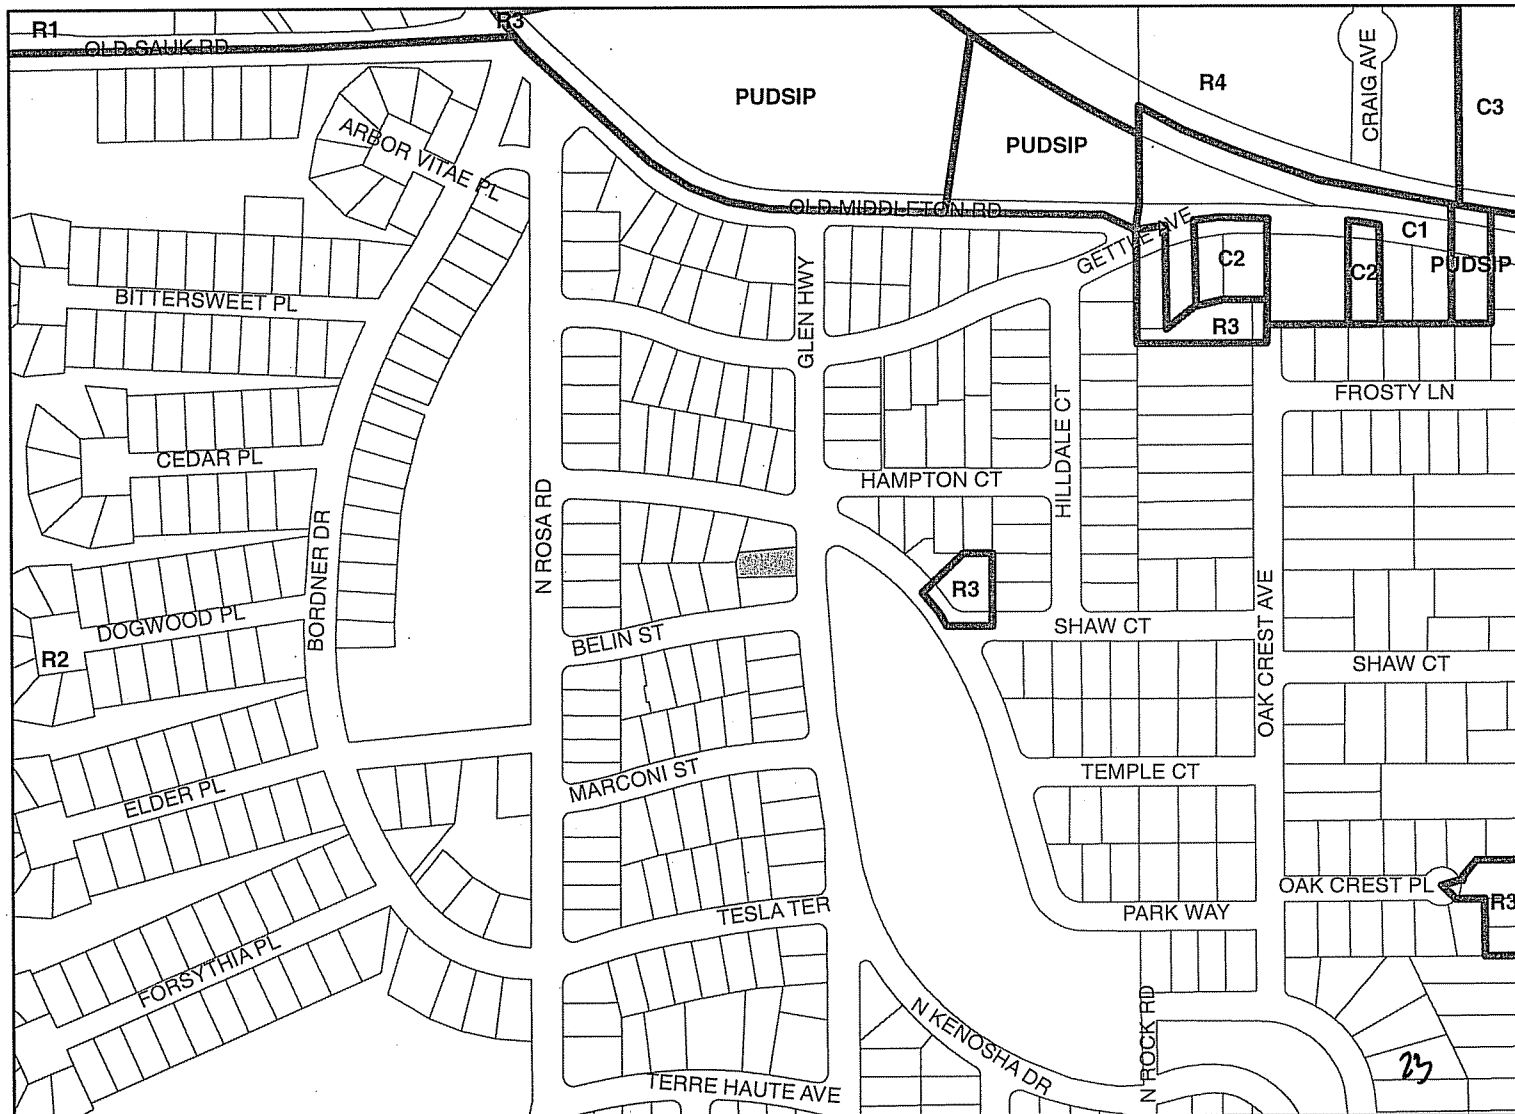 R1
R3
OLD SAUK RD
PUDSIP
R4
CRAIG AVE
C3
ARBOR VITAE PL
PUDSIP
OLD MIDDLETON RD
GETTLE AVE
C1
C2
C2
PUDSIP
BITTERSWEET PL
GLEN HWY
R3
FROSTY LN
CEDAR PL
HAMPTON CT
HILLDALE CT
N ROSA RD
BORDNER DR
R3
DOGWOOD PL
BELIN ST
SHAW CT
OAK CREST AVE
R2
SHAW CT
MARCONI ST
TEMPLE CT
ELDER PL
OAK CREST PL
R3
TESLA TER
PARK WAY
FORSYTHIA PL
N KENOSHA DR
N ROCK RD
23
TERRE HAUTE AVE